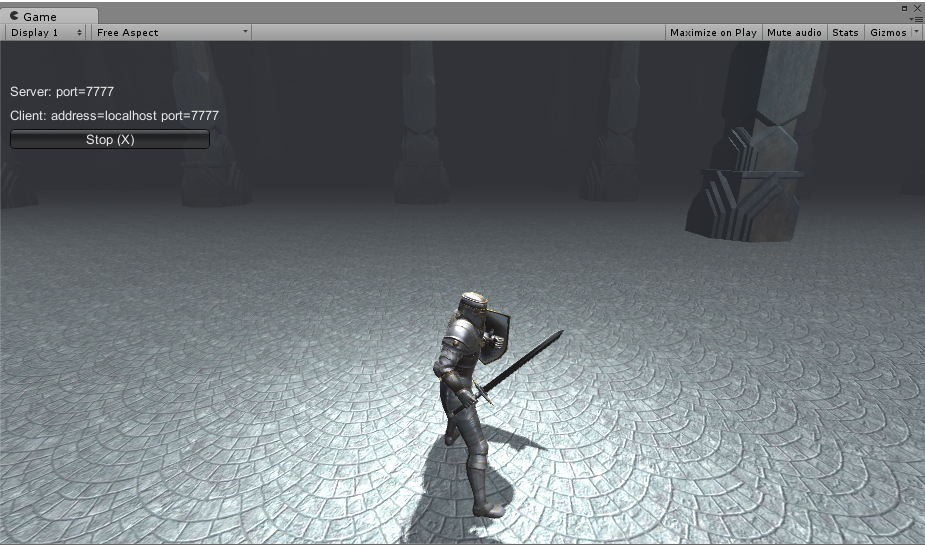 Game
Display 1 Free Aspect Maximize on Play Mute audio Stats Gizmos
Server: port=7777
Client: address=localhost port=7777
Stop (X)